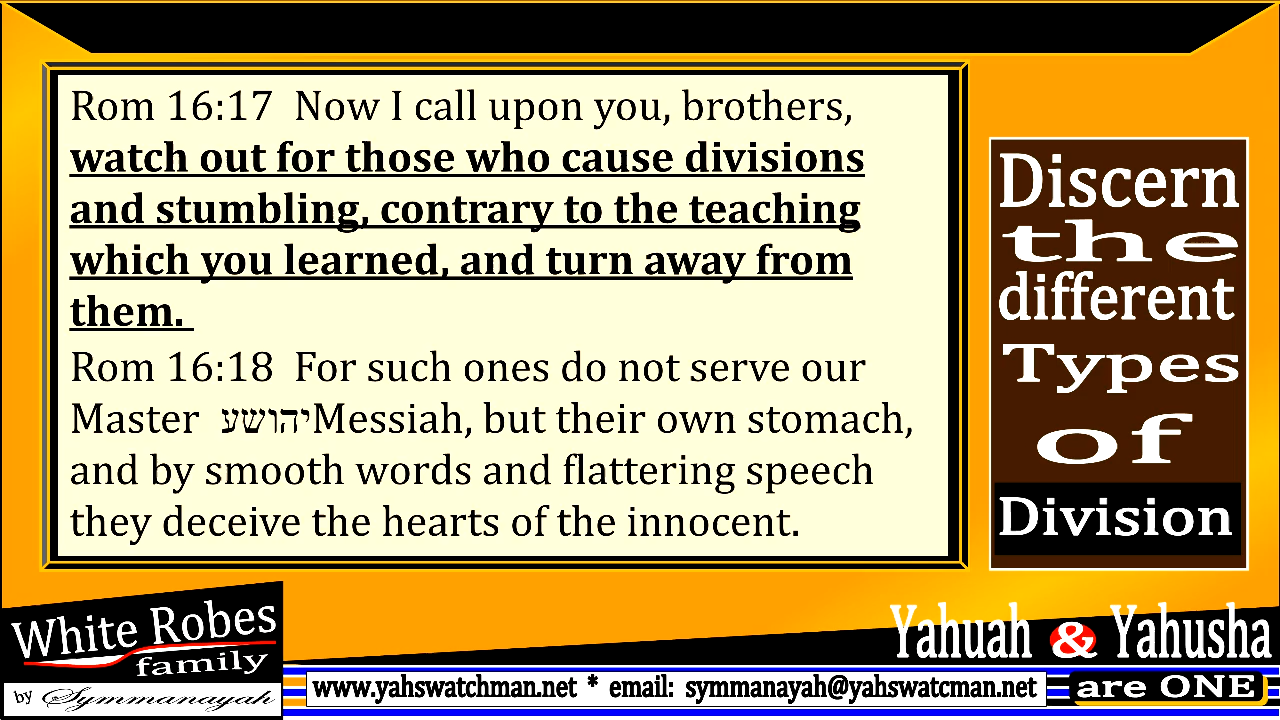 Rom 16:17  Now I call upon you, brothers,
watch out for those who cause divisions
and stumbling, contrary to the teaching
which you learned, and turn away from
them.
Rom 16:18  For such ones do not serve our
Master  יהושעMessiah, but their own stomach,
and by smooth words and flattering speech
they deceive the hearts of the innocent.
Discern
the
different
Types
of
Division
White Robes
family
by Symmanayah
Yahuah & Yahusha
are ONE
www.yahswatchman.net * email: symmanayah@yahswatcman.net